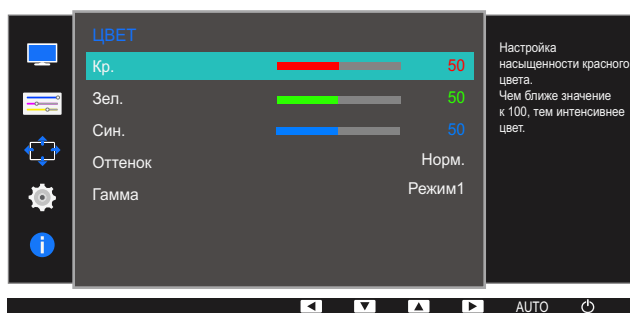 ЦВЕТ
Кр. 50
Зел. 50
Син. 50
Оттенок Норм.
Гамма Режим1
Настройка
насыщенности красного
цвета.
Чем ближе значение
к 100, тем интенсивнее
цвет.
AUTO